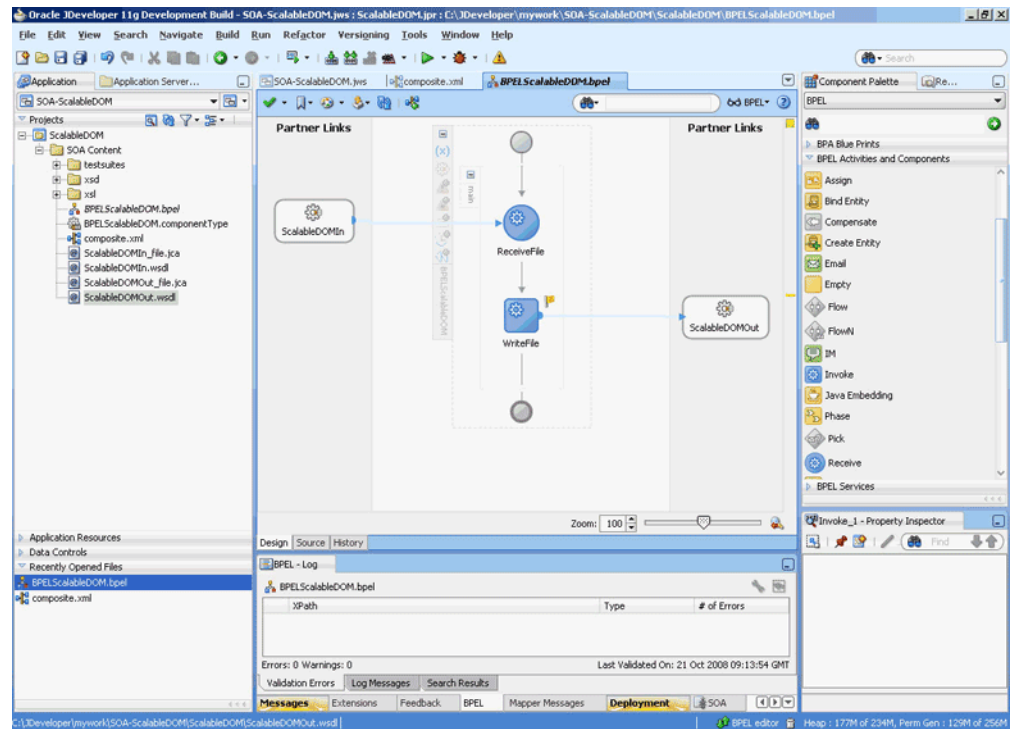 Oracle JDeveloper 11g Development Build - SOA-ScalableDOM.jws : ScalableDOM.jpr : C:\JDeveloper\mywork\SOA-ScalableDOM\ScalableDOM\BPELScalableDOM.bpel
File Edit View Search Navigate Build Run Refactor Versioning Tools Window Help
Search
Application
Application Server...
SOA-ScalableDOM
Projects
ScalableDOM
SOA Content
testsuites
xsd
xsl
BPELScalableDOM.bpel
BPELScalableDOM.componentType
composite.xml
ScalableDOMIn_file.jca
ScalableDOMIn.wsdl
ScalableDOMOut_file.jca
ScalableDOMOut.wsdl
Application Resources
Data Controls
Recently Opened Files
BPELScalableDOM.bpel
composite.xml
SOA-ScalableDOM.jws
composite.xml
BPELScalableDOM.bpel
BPEL
Partner Links
Partner Links
(x)
main
BPELScalableDOM
ScalableDOMIn
ReceiveFile
WriteFile
ScalableDOMOut
Zoom: 100
Design Source History
BPEL - Log
BPELScalableDOM.bpel
XPath Type # of Errors
Errors: 0 Warnings: 0
Last Validated On: 21 Oct 2008 09:13:54 GMT
Validation Errors Log Messages Search Results
Messages Extensions Feedback BPEL Mapper Messages Deployment SOA
Component Palette
Re...
BPEL
BPA Blue Prints
BPEL Activities and Components
Assign
Bind Entity
Compensate
Create Entity
Email
Empty
Flow
FlowN
IM
Invoke
Java Embedding
Phase
Pick
Receive
BPEL Services
Invoke_1 - Property Inspector
Find
C:\JDeveloper\mywork\SOA-ScalableDOM\ScalableDOM\ScalableDOMOut.wsdl
BPEL editor
Heap : 177M of 234M, Perm Gen : 129M of 256M